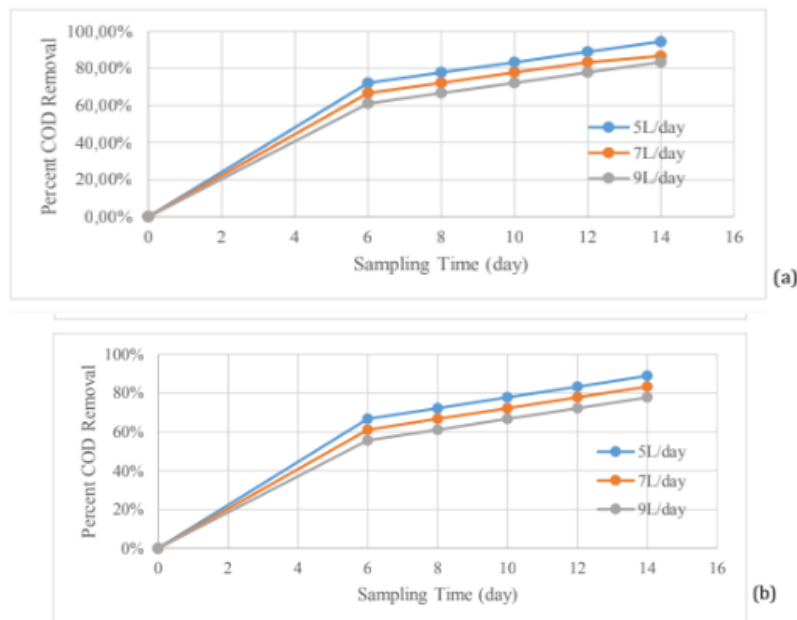 100,00%
80,00%
60,00%
40,00%
20,00%
0,00%
Percent COD Removal
5L/day
7L/day
9L/day
0 2 4 6 8 10 12 14 16
Sampling Time (day)
(a)
100%
80%
60%
40%
20%
0%
Percent COD Removal
5L/day
7L/day
9L/day
0 2 4 6 8 10 12 14 16
Sampling Time (day)
(b)